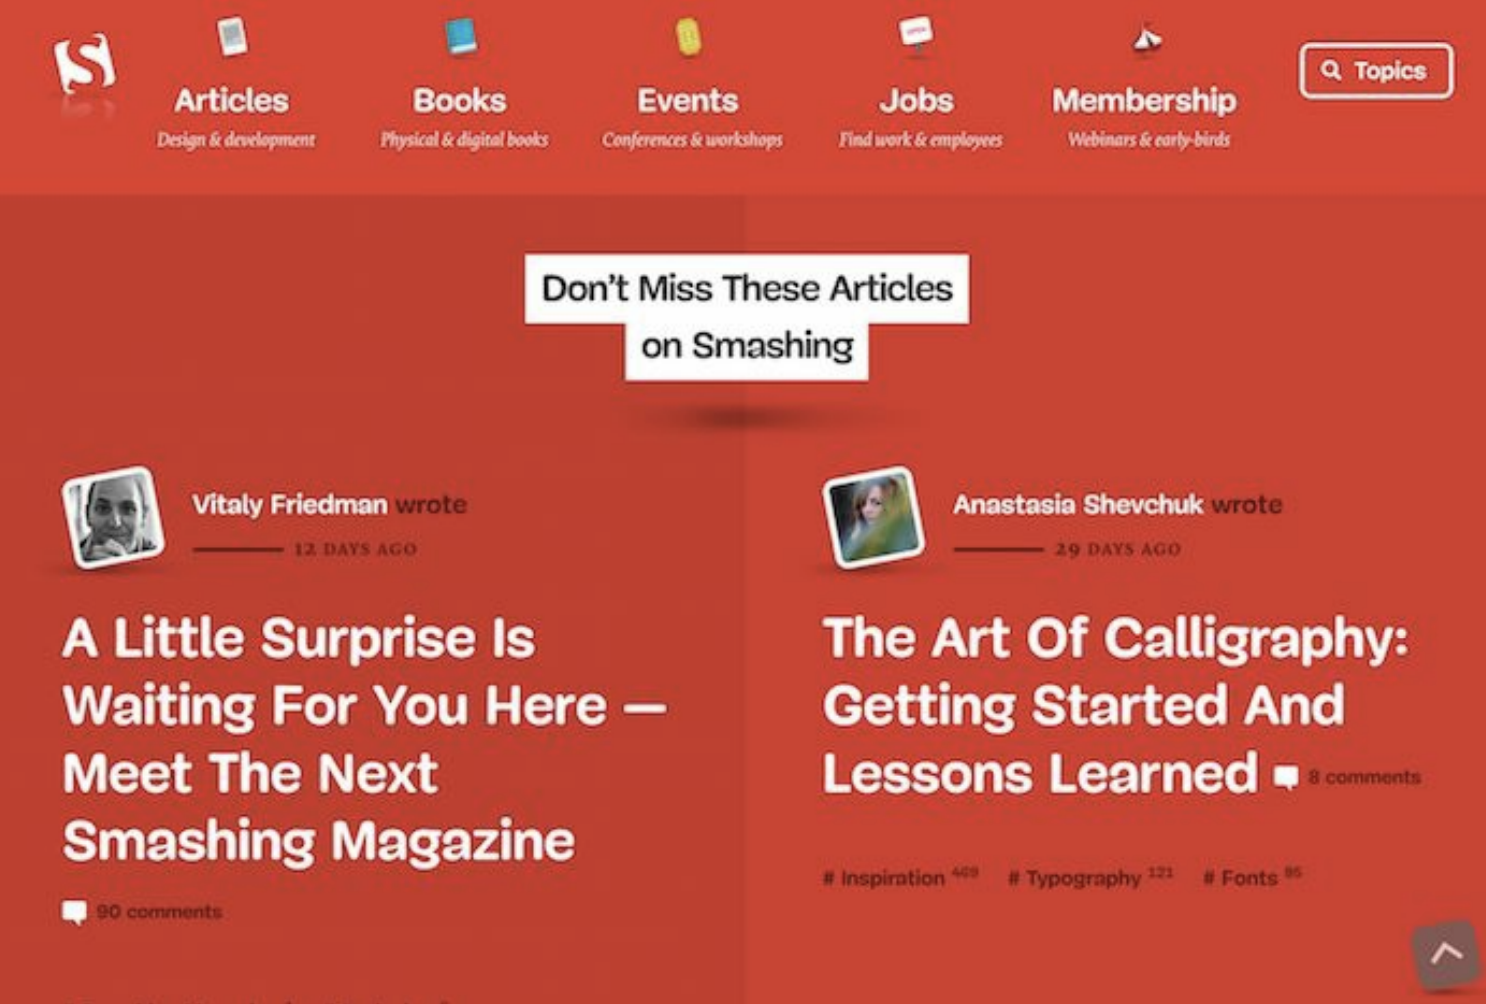 Articles
Design & development
Books
Physical & digital books
Events
Conferences & workshops
Jobs
Find work & employees
Membership
Webinars & early-birds
Topics
Don't Miss These Articles
on Smashing
Vitaly Friedman wrote
12 DAYS AGO
A Little Surprise Is
Waiting For You Here —
Meet The Next
Smashing Magazine
90 comments
Anastasia Shevchuk wrote
29 DAYS AGO
The Art Of Calligraphy:
Getting Started And
Lessons Learned 8 comments
# Inspiration 469 # Typography 121 # Fonts 95